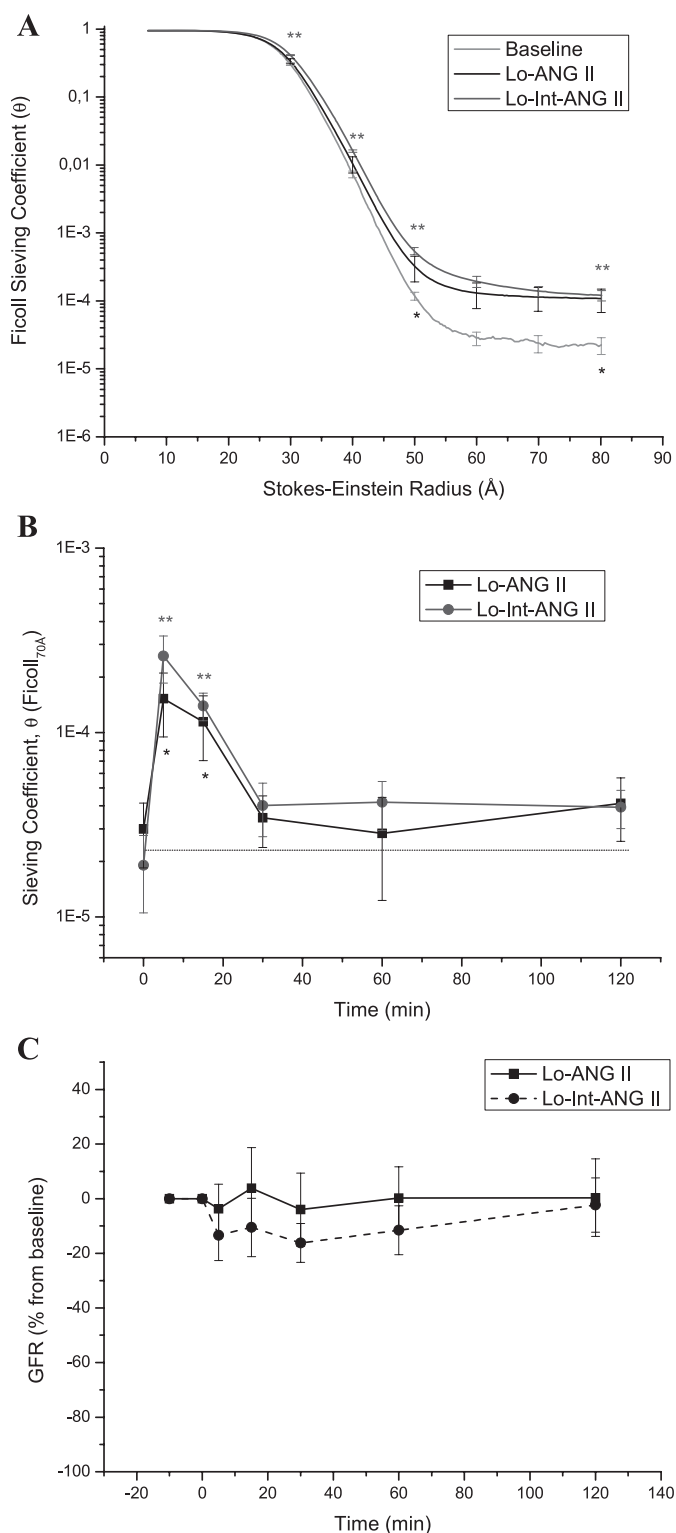 A
Ficoll Sieving Coefficient (θ)
1
0,1
0,01
1E-3
1E-4
1E-5
1E-6
Baseline
Lo-ANG II
Lo-Int-ANG II
**
**
**
**
*
*
0 10 20 30 40 50 60 70 80 90
Stokes-Einstein Radius (Å)
B
Sieving Coefficient, θ (Ficoll70Å)
1E-3
1E-4
1E-5
Lo-ANG II
Lo-Int-ANG II
**
**
*
*
0 20 40 60 80 100 120
Time (min)
C
GFR (% from baseline)
40
20
0
-20
-40
-60
-80
-100
Lo-ANG II
Lo-Int-ANG II
-20 0 20 40 60 80 100 120 140
Time (min)